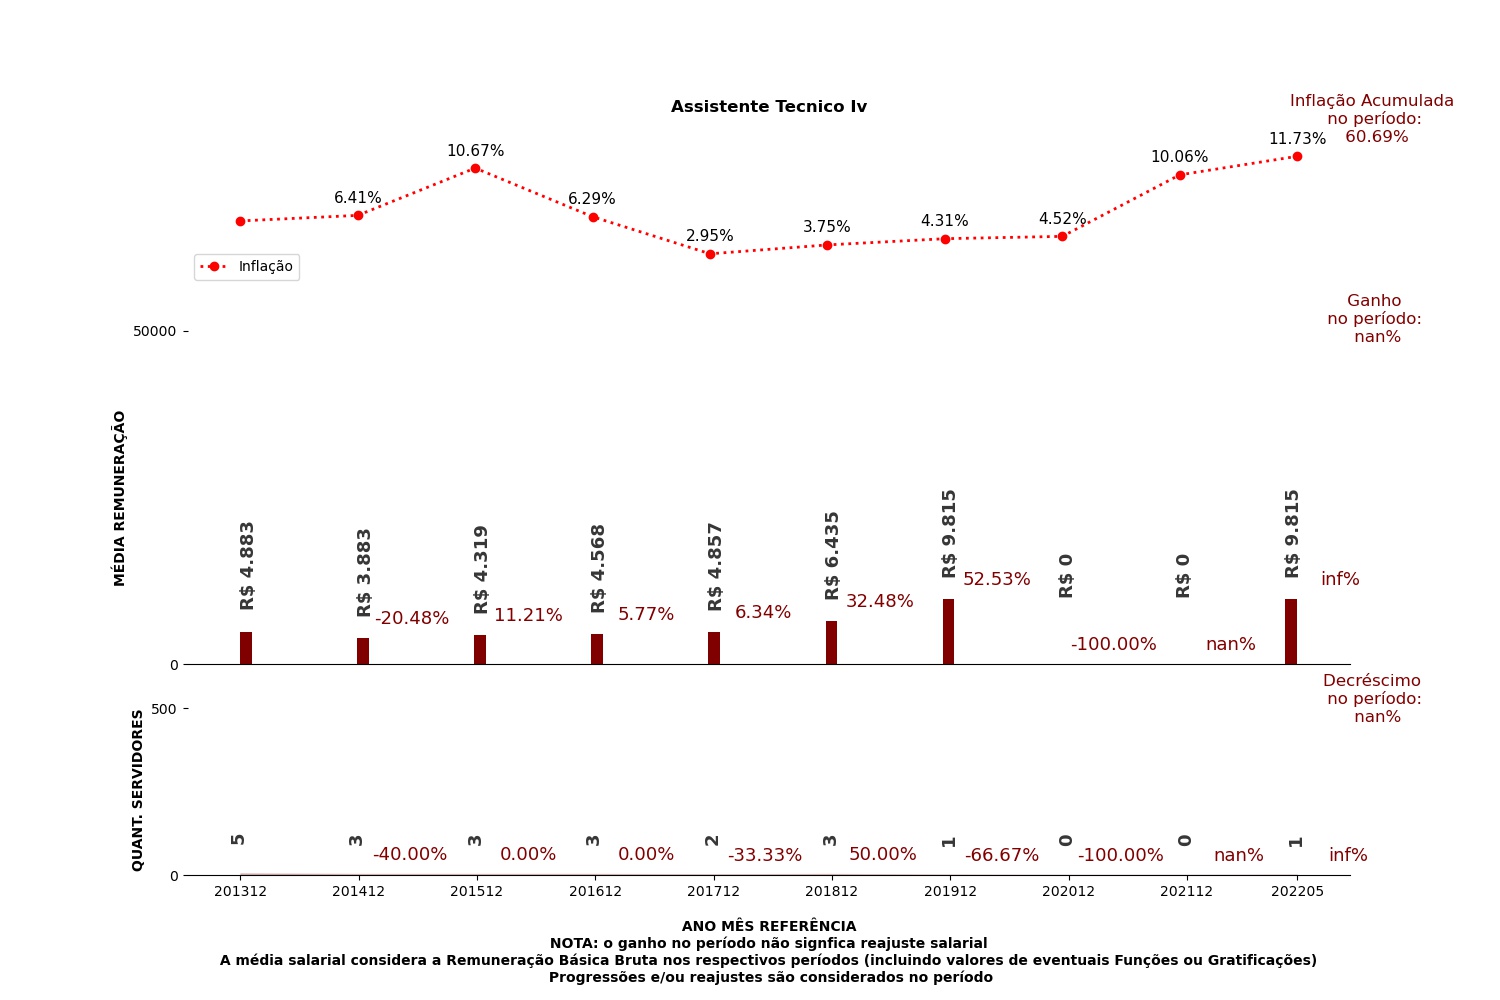 Assistente Tecnico Iv
Inflação Acumulada
no período:
60.69%
6.41%
10.67%
6.29%
2.95%
3.75%
4.31%
4.52%
10.06%
11.73%
Inflação
Ganho
no período:
nan%
50000
0
MÉDIA REMUNERAÇÃO
R$ 4.883
R$ 3.883
R$ 4.319
R$ 4.568
R$ 4.857
R$ 6.435
R$ 9.815
R$ 0
R$ 0
R$ 9.815
-20.48%
11.21%
5.77%
6.34%
32.48%
52.53%
-100.00%
nan%
inf%
Decréscimo
no período:
nan%
500
0
QUANT. SERVIDORES
5
3
3
3
2
3
1
0
0
1
-40.00%
0.00%
0.00%
-33.33%
50.00%
-66.67%
-100.00%
nan%
inf%
201312
201412
201512
201612
201712
201812
201912
202012
202112
202205
ANO MÊS REFERÊNCIA
NOTA: o ganho no período não signfica reajuste salarial
A média salarial considera a Remuneração Básica Bruta nos respectivos períodos (incluindo valores de eventuais Funções ou Gratificações)
Progressões e/ou reajustes são considerados no período